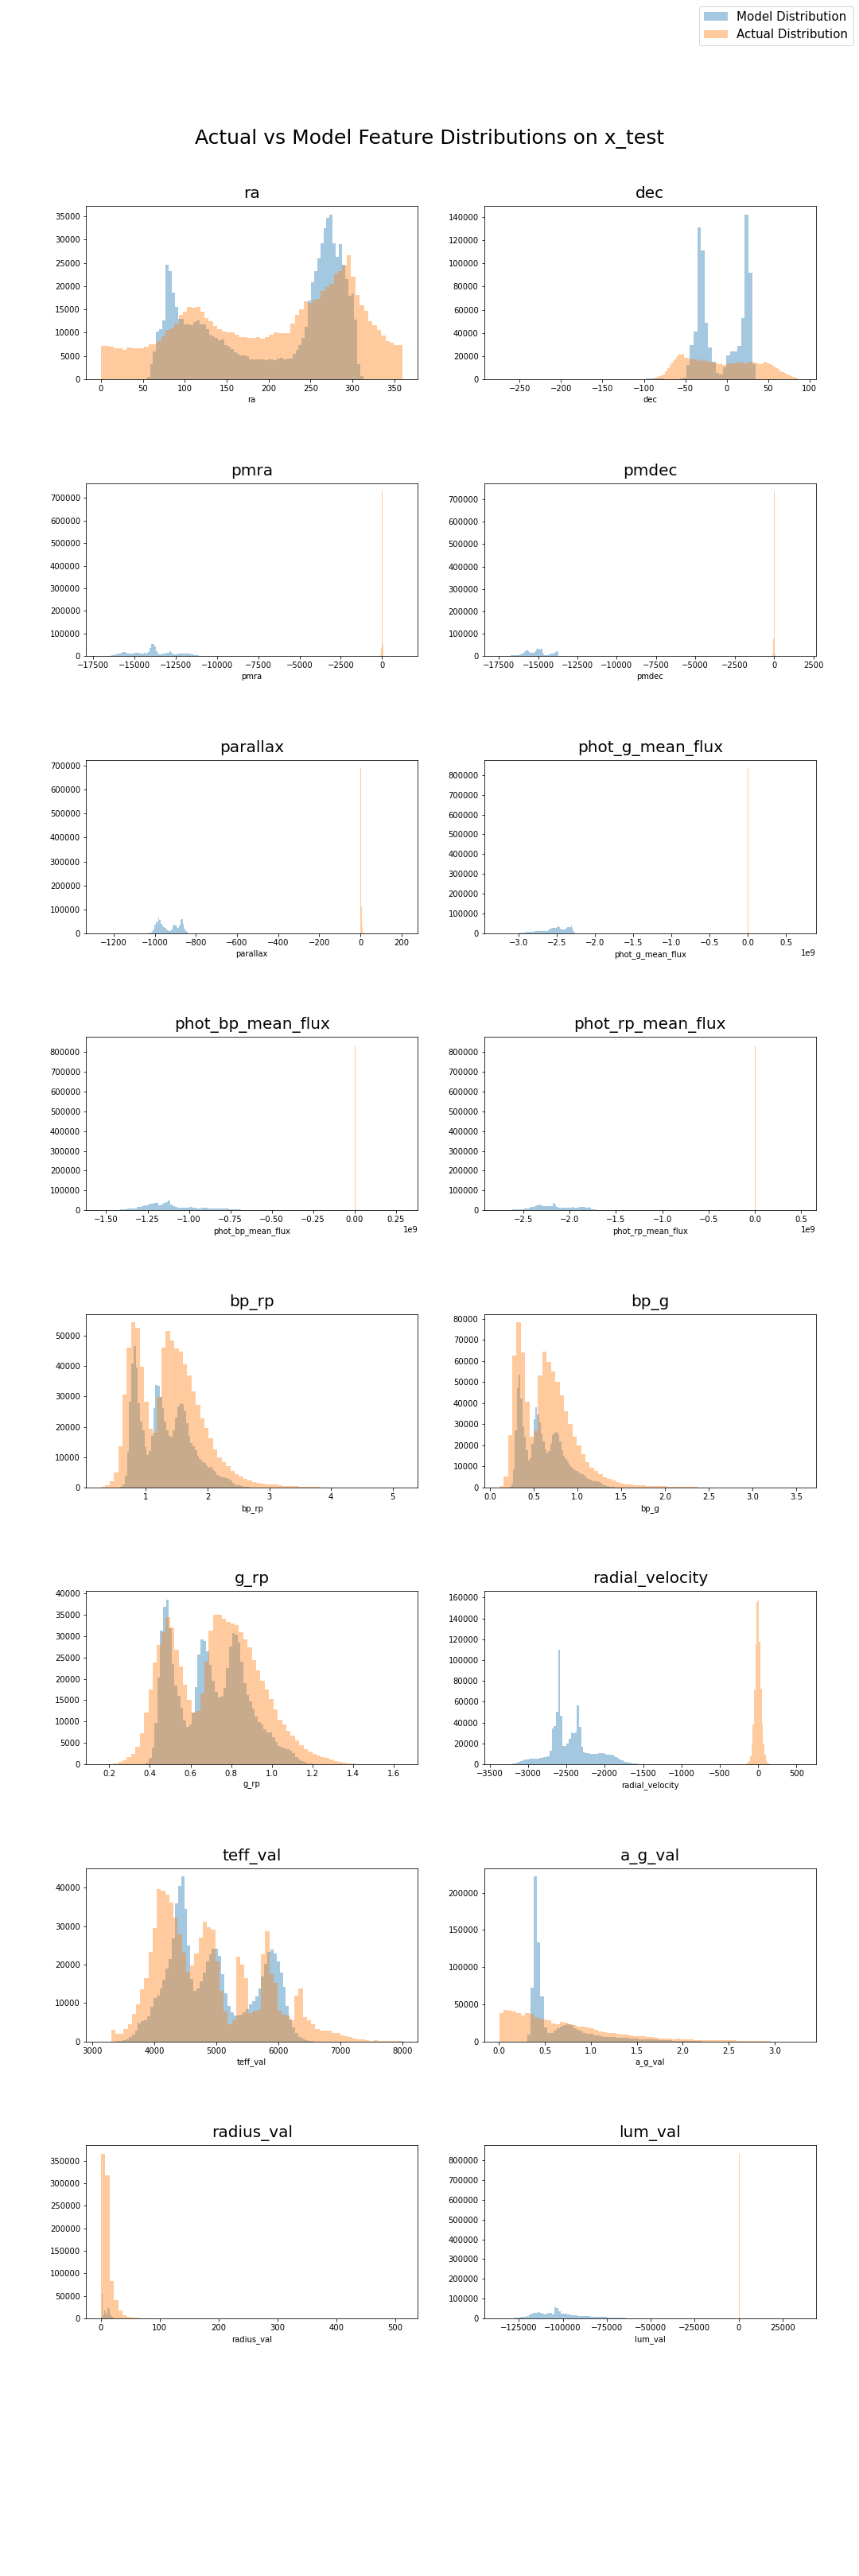 Model Distribution
Actual Distribution
Actual vs Model Feature Distributions on x_test
ra
dec
35000
30000
25000
20000
15000
10000
5000
0
0 50 100 150 200 250 300 350
ra
140000
120000
100000
80000
60000
40000
20000
0
−250 −200 −150 −100 −50 0 50 100
dec
pmra
pmdec
700000
600000
500000
400000
300000
200000
100000
0
−17500 −15000 −12500 −10000 −7500 −5000 −2500 0
pmra
700000
600000
500000
400000
300000
200000
100000
0
−17500 −15000 −12500 −10000 −7500 −5000 −2500 0 2500
pmdec
parallax
phot_g_mean_flux
700000
600000
500000
400000
300000
200000
100000
0
−1200 −1000 −800 −600 −400 −200 0 200
parallax
800000
700000
600000
500000
400000
300000
200000
100000
0
−3.0 −2.5 −2.0 −1.5 −1.0 −0.5 0.0 0.5
phot_g_mean_flux
1e9
phot_bp_mean_flux
phot_rp_mean_flux
800000
700000
600000
500000
400000
300000
200000
100000
0
−1.50 −1.25 −1.00 −0.75 −0.50 −0.25 0.00 0.25
phot_bp_mean_flux
1e9
800000
700000
600000
500000
400000
300000
200000
100000
0
−2.5 −2.0 −1.5 −1.0 −0.5 0.0 0.5
phot_rp_mean_flux
1e9
bp_rp
bp_g
50000
40000
30000
20000
10000
0
1 2 3 4 5
bp_rp
80000
70000
60000
50000
40000
30000
20000
10000
0
0.0 0.5 1.0 1.5 2.0 2.5 3.0 3.5
bp_g
g_rp
radial_velocity
40000
35000
30000
25000
20000
15000
10000
5000
0
0.2 0.4 0.6 0.8 1.0 1.2 1.4 1.6
g_rp
160000
140000
120000
100000
80000
60000
40000
20000
0
−3500 −3000 −2500 −2000 −1500 −1000 −500 0 500
radial_velocity
teff_val
a_g_val
40000
30000
20000
10000
0
3000 4000 5000 6000 7000 8000
teff_val
200000
150000
100000
50000
0
0.0 0.5 1.0 1.5 2.0 2.5 3.0
a_g_val
radius_val
lum_val
350000
300000
250000
200000
150000
100000
50000
0
0 100 200 300 400 500
radius_val
800000
700000
600000
500000
400000
300000
200000
100000
0
−125000 −100000 −75000 −50000 −25000 0 25000
lum_val